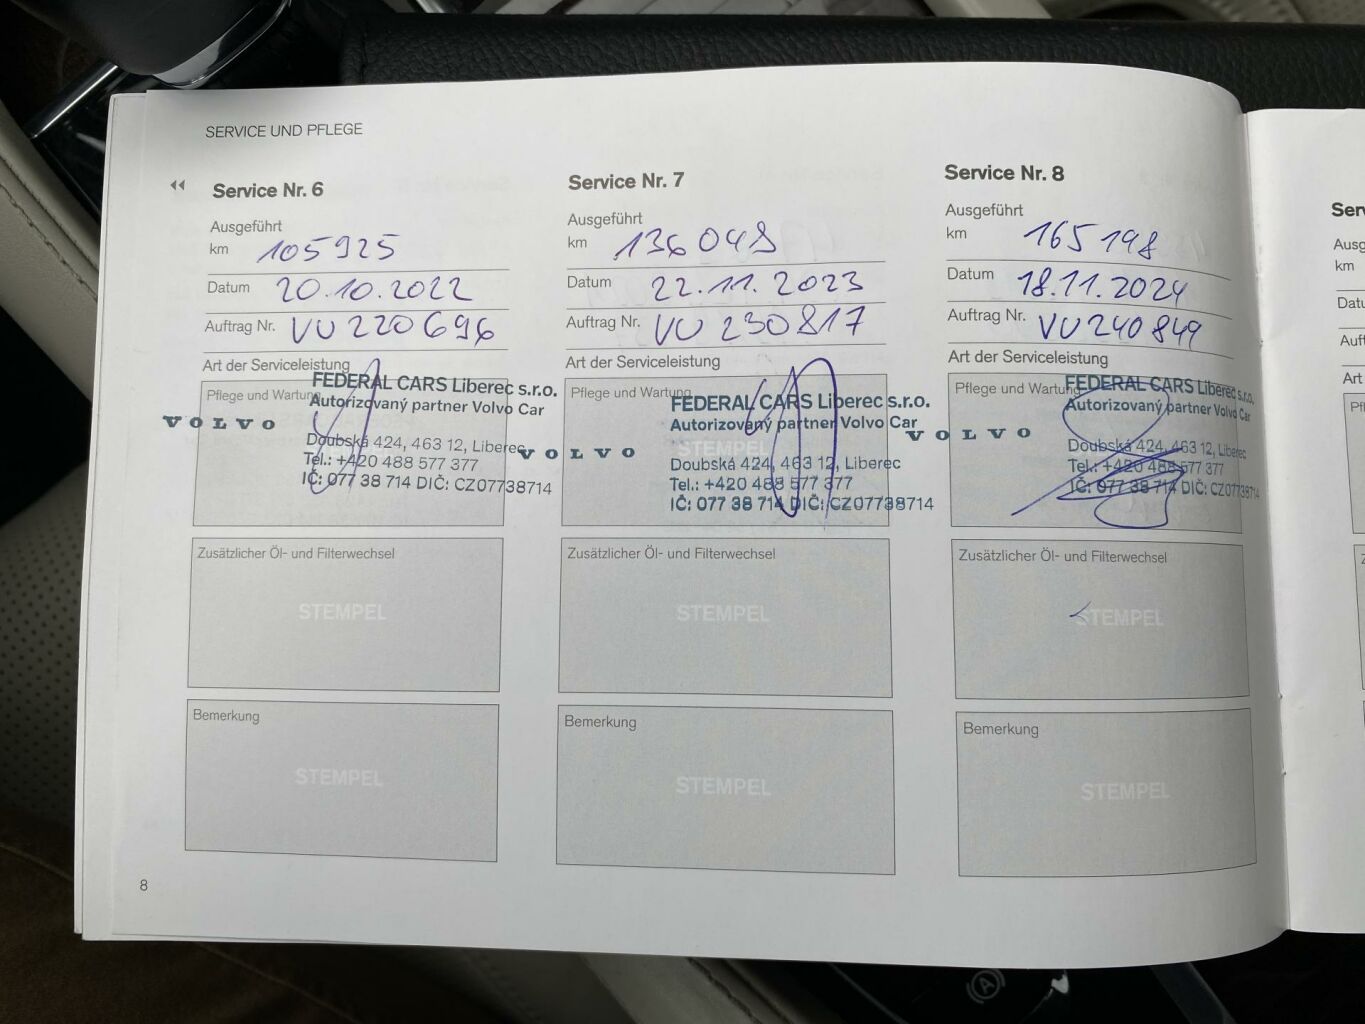 SERVICE UND PFLEGE
Service Nr. 6
Ausgeführt
km 105925
Datum 20.10.2022
Auftrag Nr. VU220696
Art der Serviceleistung
Pflege und Wartung
VOLVO
FEDERAL CARS Liberec s.r.o.
Autorizovaný partner Volvo Car
Doubská 424, 463 12, Liberec
Tel.: +420 488 577 377
IČ: 077 38 714 DIČ: CZ07738714
Zusätzlicher Öl- und Filterwechsel
STEMPEL
Bemerkung
STEMPEL
Service Nr. 7
Ausgeführt
km 136048
Datum 22.11.2023
Auftrag Nr. VU 230817
Art der Serviceleistung
Pflege und Wartung
STEMPEL
VOLVO
FEDERAL CARS Liberec s.r.o.
Autorizovaný partner Volvo Car
Doubská 424, 463 12, Liberec
Tel.: +420 488 577 377
IČ: 077 38 714 DIČ: CZ07738714
Zusätzlicher Öl- und Filterwechsel
STEMPEL
Bemerkung
STEMPEL
Service Nr. 8
Ausgeführt
km 165198
Datum 18.11.2024
Auftrag Nr. VU240849
Art der Serviceleistung
Pflege und Wartung
VOLVO
FEDERAL CARS Liberec s.r.o.
Autorizovaný partner Volvo Car
Doubská 424, 463 12, Liberec
Tel.: +420 488 577 377
IČ: 077 38 714 DIČ: CZ07738714
Zusätzlicher Öl- und Filterwechsel
STEMPEL
Bemerkung
STEMPEL
8
km
Art